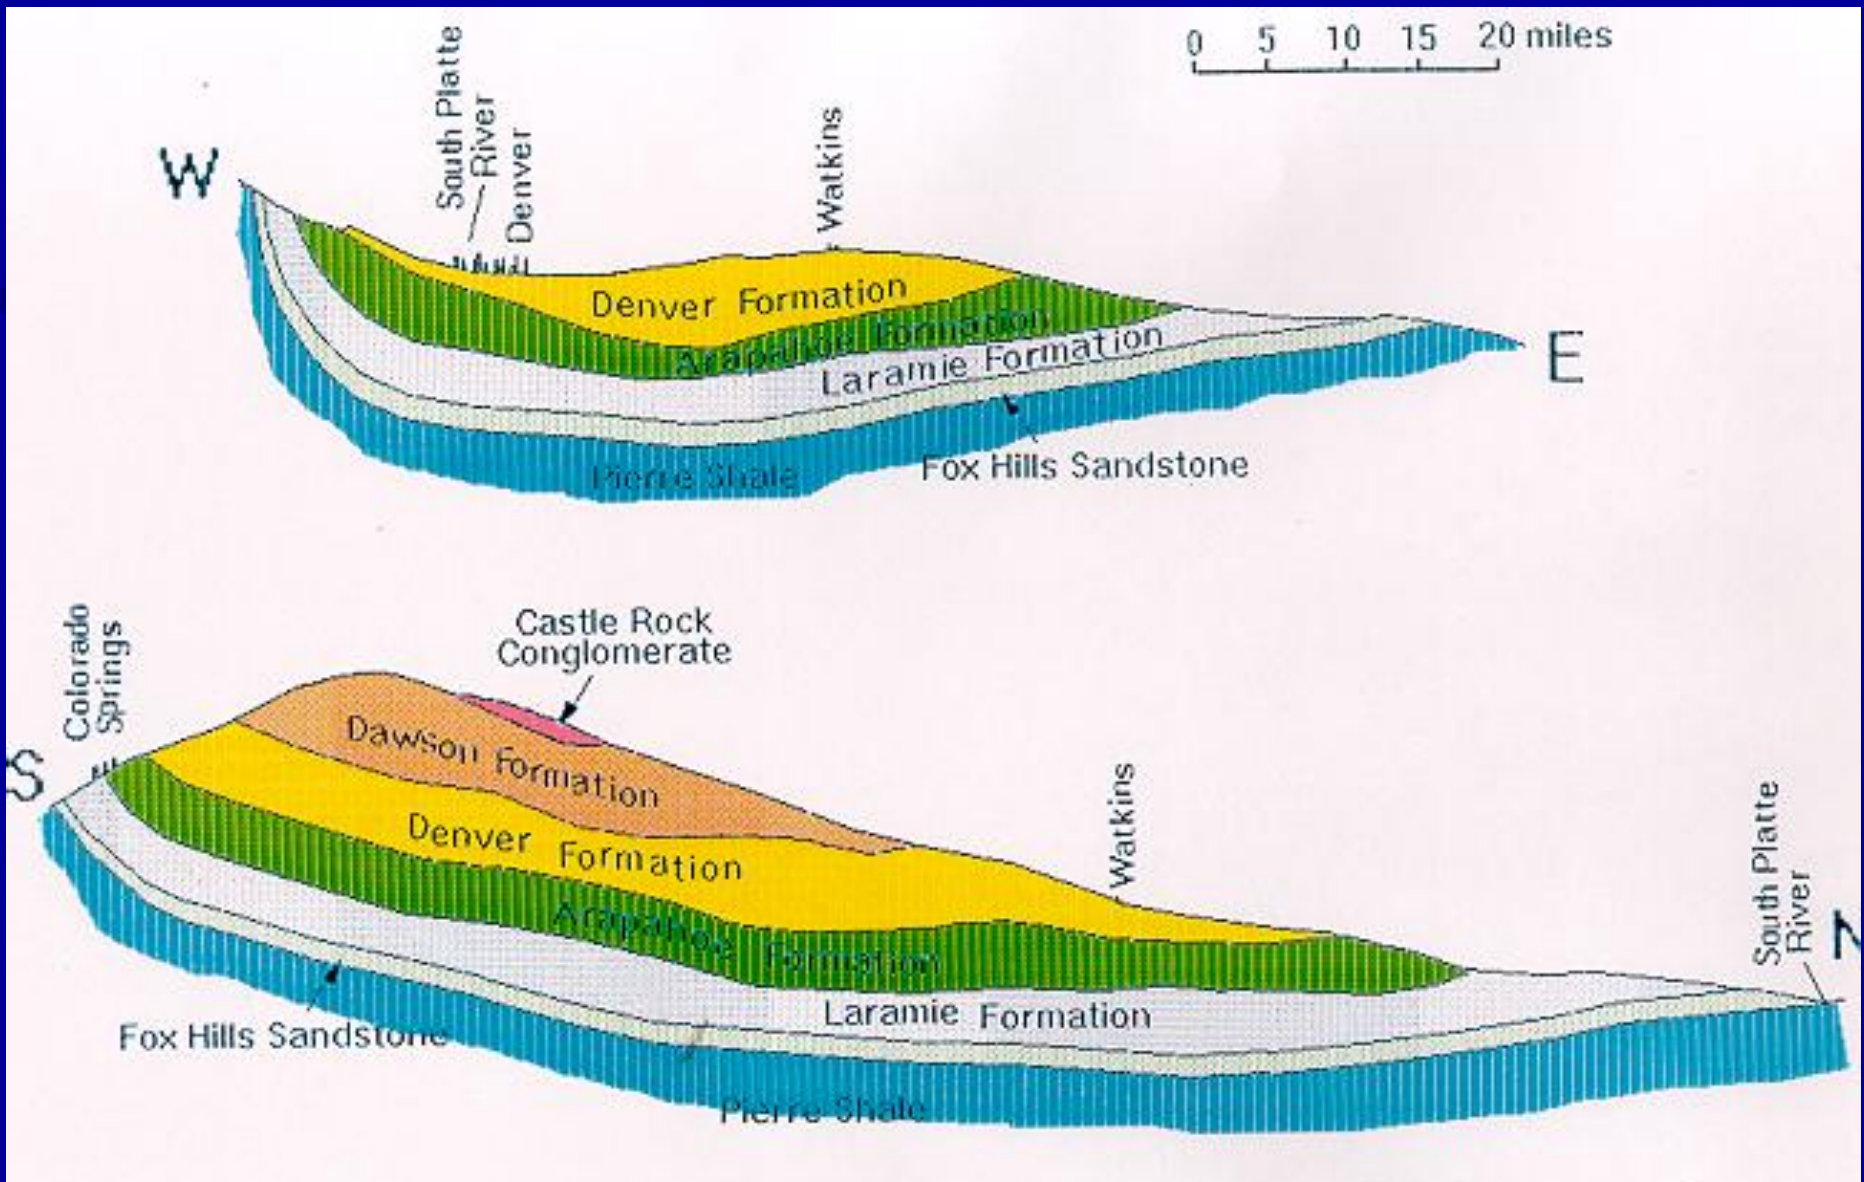 0 5 10 15 20 miles
South Platte
River
Denver
Watkins
W
Denver Formation
Arapahoe Formation
Laramie Formation
E
Fox Hills Sandstone
Pierre Shale
Castle Rock
Conglomerate
Colorado
Springs
S
Dawson Formation
Denver Formation
Watkins
South Platte
River
N
Arapahoe Formation
Laramie Formation
Fox Hills Sandstone
Pierre Shale